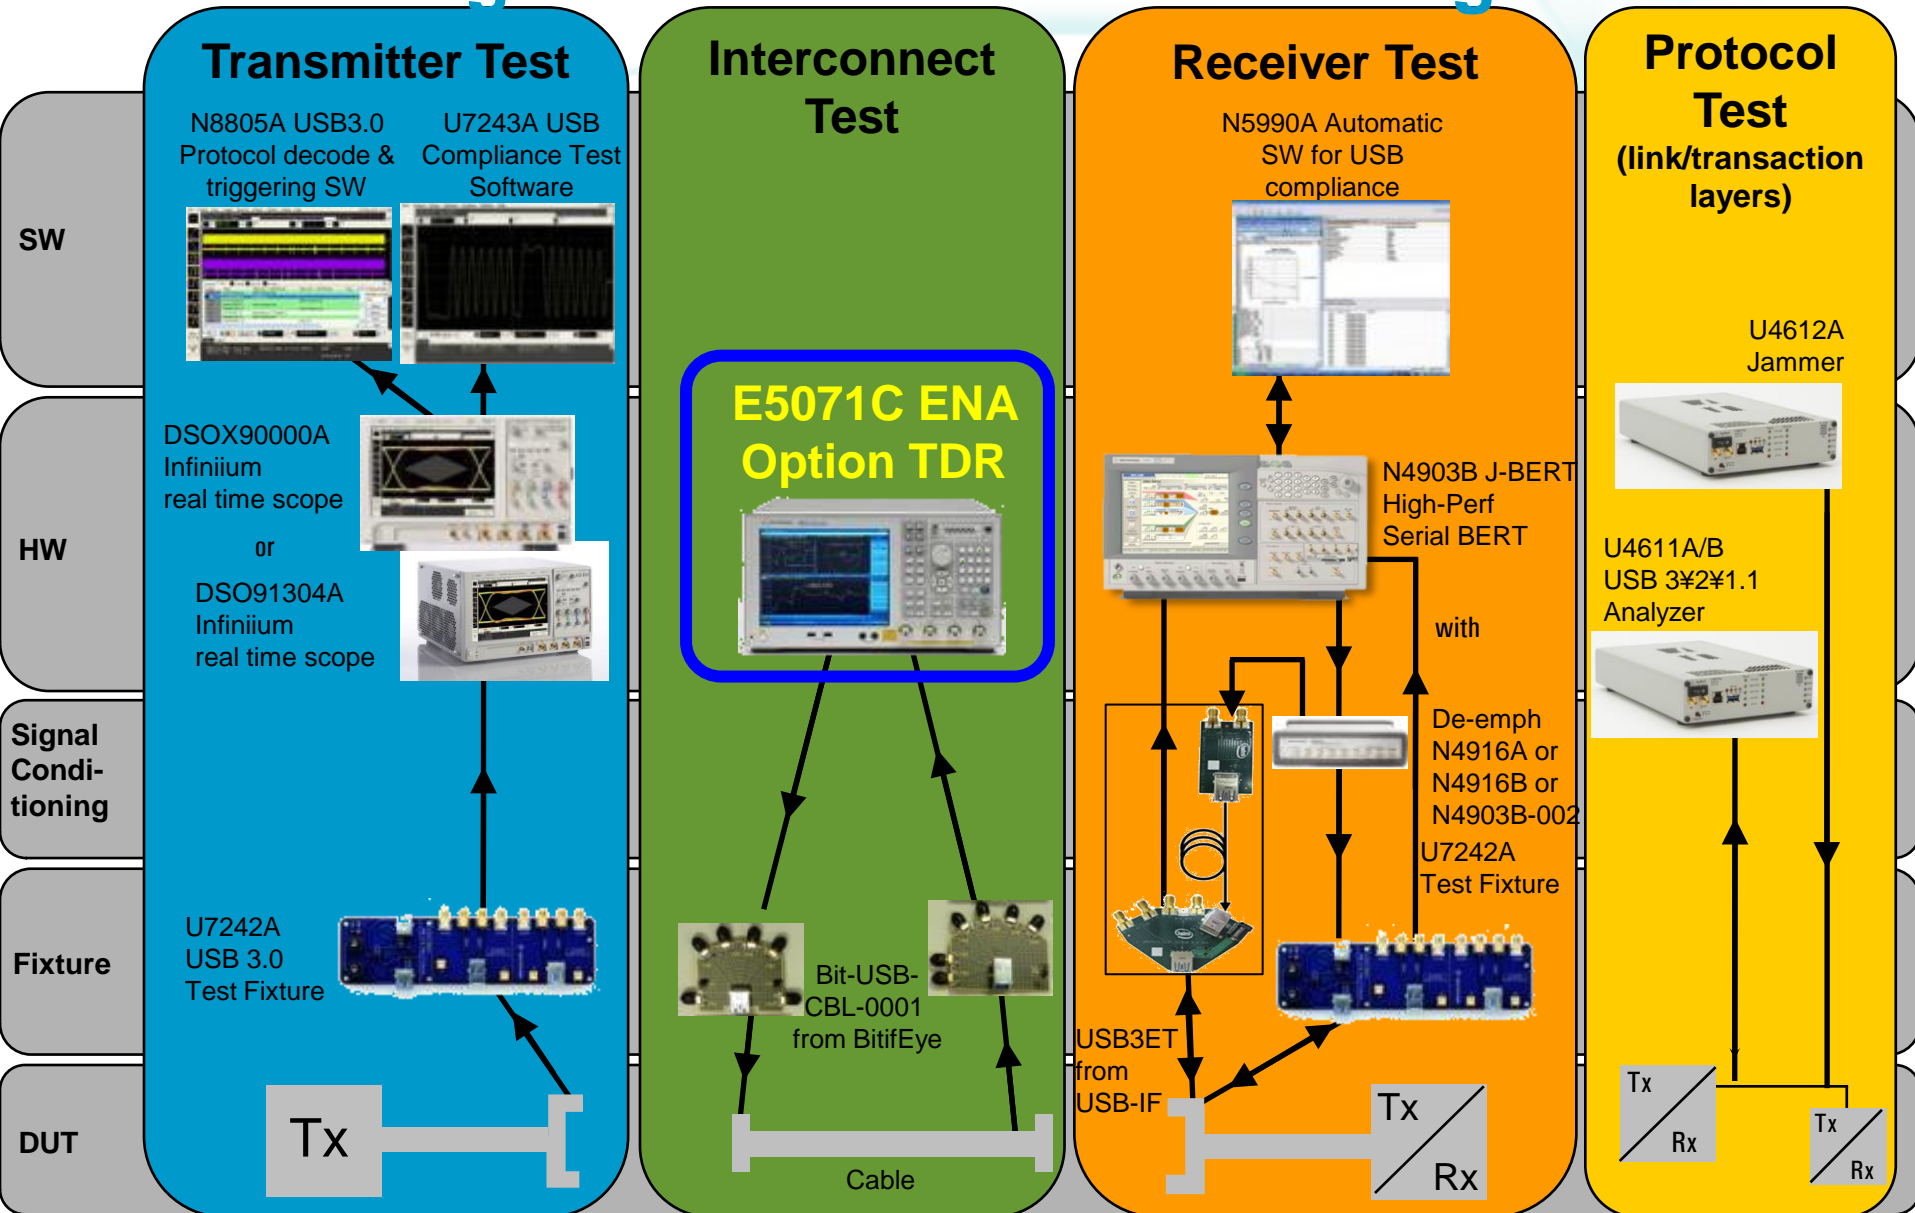 Transmitter Test
Interconnect
Test
Receiver Test
Protocol
Test
(link/transaction
layers)
SW
HW
Signal
Condi-
tioning
Fixture
DUT
N8805A USB3.0
Protocol decode &
triggering SW
U7243A USB
Compliance Test
Software
DSOX90000A
Infiniium
real time scope
or
DSO91304A
Infiniium
real time scope
U7242A
USB 3.0
Test Fixture
Tx
E5071C ENA
Option TDR
Bit-USB-
CBL-0001
from BitifEye
Cable
N5990A Automatic
SW for USB
compliance
N4903B J-BERT
High-Perf
Serial BERT
with
De-emph
N4916A or
N4916B or
N4903B-002
U7242A
Test Fixture
USB3ET
from
USB-IF
Tx
Rx
U4612A
Jammer
U4611A/B
USB 3¥2¥1.1
Analyzer
Tx
Rx
Tx
Rx